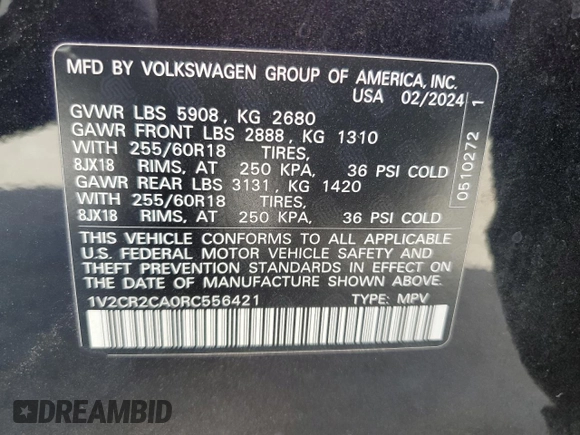 MFD BY VOLKSWAGEN GROUP OF AMERICA, INC.
USA 02/2024
GVWR LBS 5908, KG 2680
GAWR FRONT LBS 2888, KG 1310
WITH 255/60R18 TIRES,
8JX18 RIMS, AT 250 KPA, 36 PSI COLD
GAWR REAR LBS 3131, KG 1420
WITH 255/60R18 TIRES,
8JX18 RIMS, AT 250 KPA, 36 PSI COLD
THIS VEHICLE CONFORMS TO ALL APPLICABLE
U.S. FEDERAL MOTOR VEHICLE SAFETY AND
THEFT PREVENTION STANDARDS IN EFFECT ON
THE DATE OF MANUFACTURE SHOWN ABOVE.
1V2CR2CA0RC556421 TYPE: MPV
0510272 1
DREAMBID